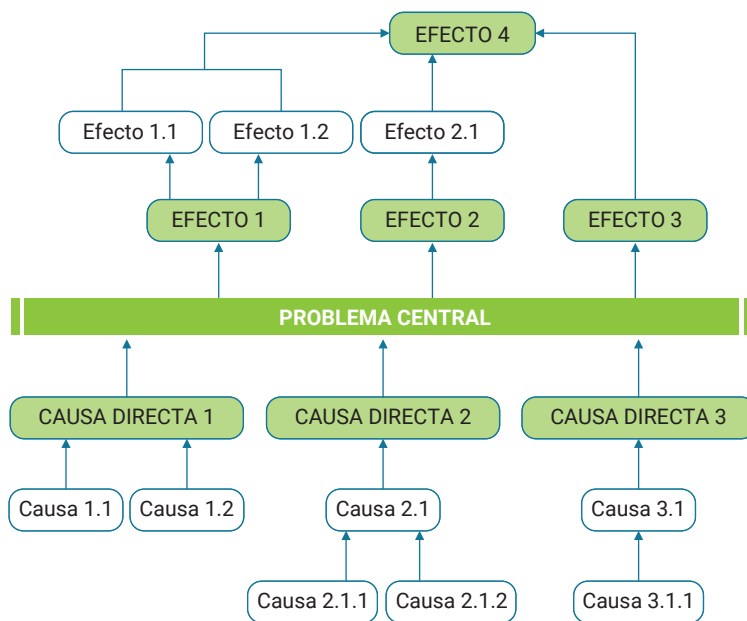 EFECTO 4
Efecto 1.1
Efecto 1.2
Efecto 2.1
EFECTO 1
EFECTO 2
EFECTO 3
PROBLEMA CENTRAL
CAUSA DIRECTA 1
CAUSA DIRECTA 2
CAUSA DIRECTA 3
Causa 1.1
Causa 1.2
Causa 2.1
Causa 3.1
Causa 2.1.1
Causa 2.1.2
Causa 3.1.1